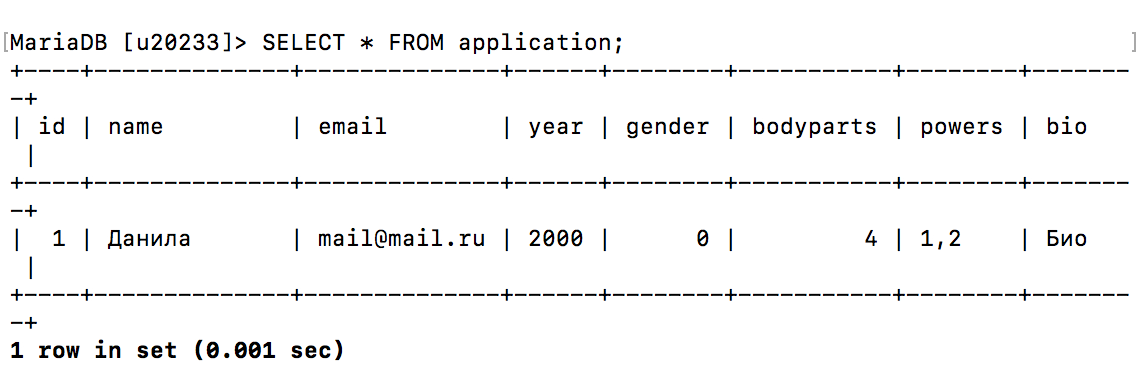 MariaDB [u20233]> SELECT * FROM application;
+----+--------------+--------------+------+--------+-----------+--------+-------
-+
| id | name         | email        | year | gender | bodyparts | powers | bio
 |
+----+--------------+--------------+------+--------+-----------+--------+-------
-+
|  1 | Данила       | mail@mail.ru | 2000 |      0 |         4 | 1,2    | Био
 |
+----+--------------+--------------+------+--------+-----------+--------+-------
-+
1 row in set (0.001 sec)